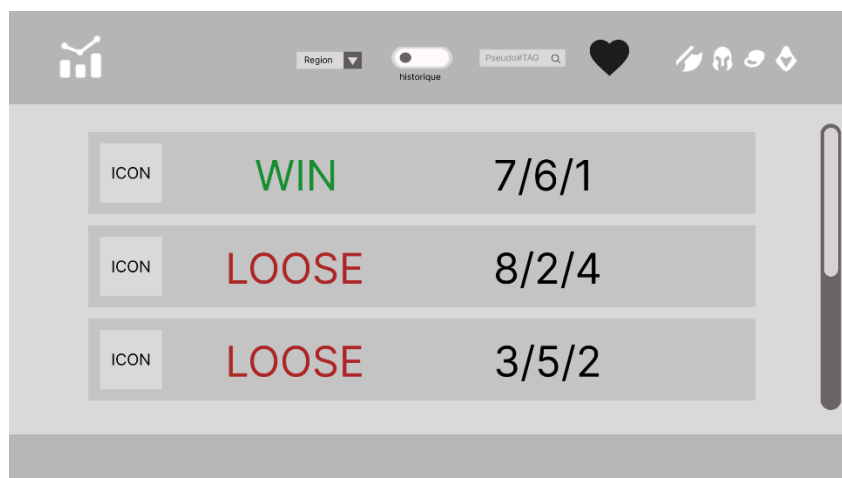 Region
historique
Pseudo#TAG
ICON WIN 7/6/1
ICON LOOSE 8/2/4
ICON LOOSE 3/5/2